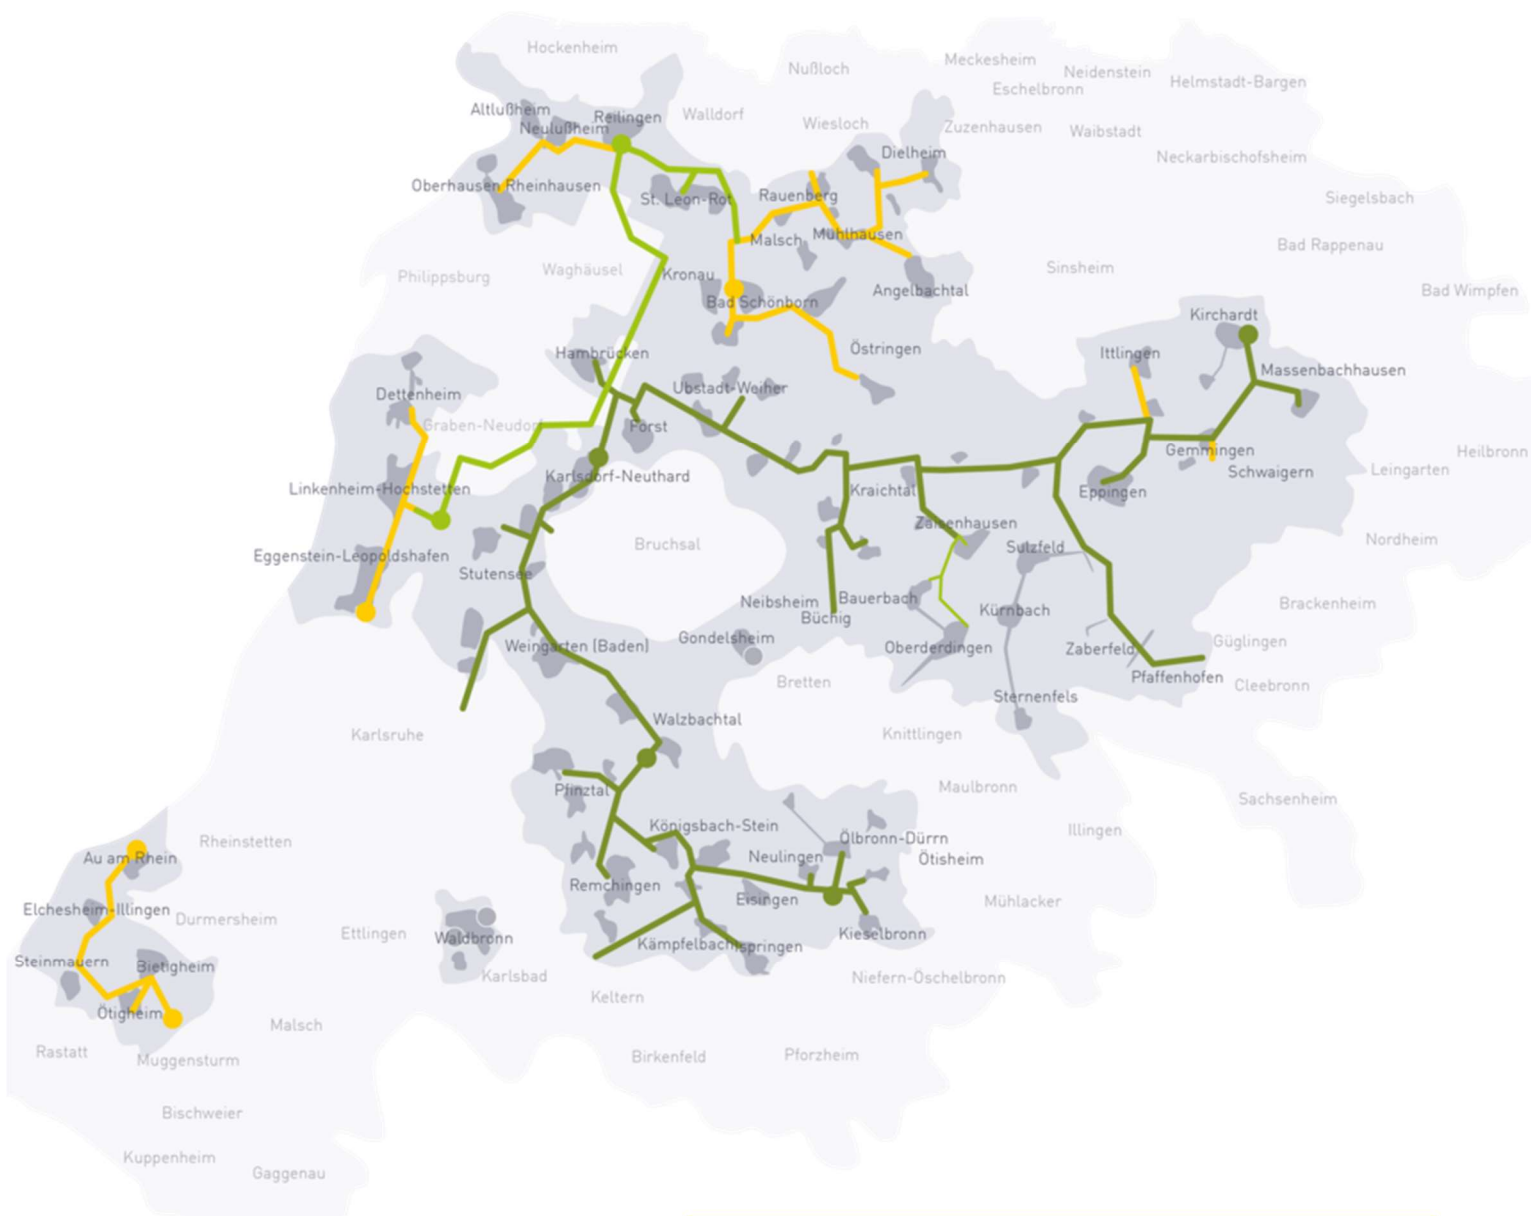 Hockenheim
Nußloch
Meckesheim
Neidenstein
Helmstadt-Bargen
Eschelbronn
Altlußheim
Reilingen
Walldorf
Wiesloch
Neulußheim
Zuzenhausen
Waibstadt
Dielheim
Neckarbischofsheim
Oberhausen Rheinhausen
St. Leon-Rot
Rauenberg
Siegelsbach
Malsch
Mühlhausen
Bad Rappenau
Philippsburg
Waghäusel
Kronau
Sinsheim
Bad Schönborn
Angelbachtal
Bad Wimpfen
Kirchardt
Hambrücken
Östringen
Ittlingen
Massenbachhausen
Dettenheim
Ubstadt-Weiher
Graben-Neudorf
Forst
Gemmingen
Heilbronn
Schwaigern
Leingarten
Karlsdorf-Neuthard
Linkenheim-Hochstetten
Kraichtal
Eppingen
Zaisenhausen
Nordheim
Bruchsal
Sulzfeld
Eggenstein-Leopoldshafen
Stutensee
Neibsheim
Bauerbach
Brackenheim
Büchig
Kürnbach
Gondelsheim
Weingarten (Baden)
Oberderdingen
Zaberfeld
Güglingen
Bretten
Pfaffenhofen
Cleebronn
Sternenfels
Walzbachtal
Karlsruhe
Knittlingen
Pfinztal
Maulbronn
Sachsenheim
Königsbach-Stein
Illingen
Rheinstetten
Ölbronn-Dürrn
Au am Rhein
Neulingen
Ötisheim
Remchingen
Eisingen
Mühlacker
Elchesheim-Illingen
Durmersheim
Ettlingen
Waldbronn
Kämpfelbach
Ispringen
Kieselbronn
Steinmauern
Bietigheim
Karlsbad
Niefern-Öschelbronn
Keltern
Ötigheim
Malsch
Rastatt
Muggensturm
Birkenfeld
Pforzheim
Bischweier
Kuppenheim
Gaggenau